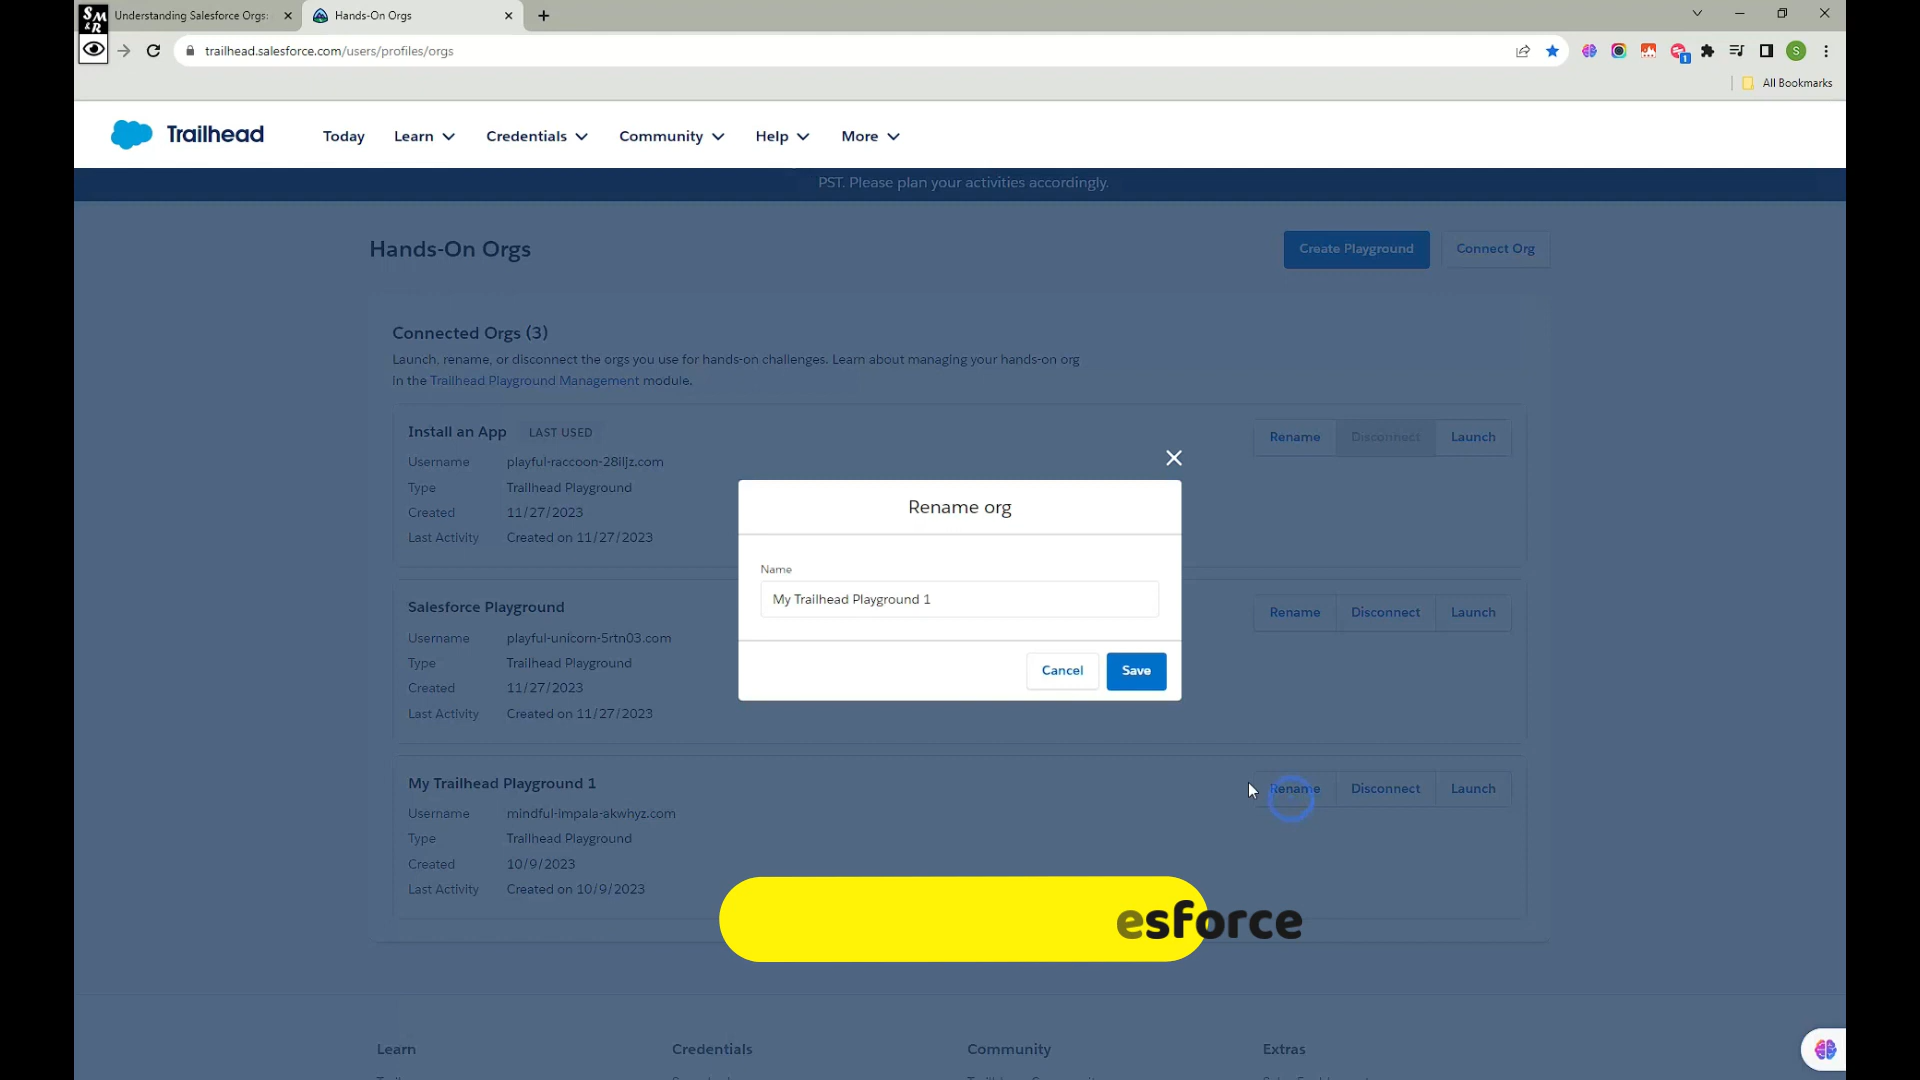 SM&R
Understanding Salesforce Orgs:
Hands-On Orgs
trailhead.salesforce.com/users/profiles/orgs
1
S
All Bookmarks
Trailhead
Today
Learn
Credentials
Community
Help
More
PST. Please plan your activities accordingly.
Hands-On Orgs
Create Playground
Connect Org
Connected Orgs (3)
Launch, rename, or disconnect the orgs you use for hands-on challenges. Learn about managing your hands-on org
in the Trailhead Playground Management module.
Install an App LAST USED
Rename Disconnect Launch
Username playful-raccoon-28iljz.com
Type Trailhead Playground
Created 11/27/2023
Last Activity Created on 11/27/2023
Rename org
Name
My Trailhead Playground 1
Cancel
Save
Salesforce Playground
Rename Disconnect Launch
Username playful-unicorn-5rtn03.com
Type Trailhead Playground
Created 11/27/2023
Last Activity Created on 11/27/2023
My Trailhead Playground 1
Rename Disconnect Launch
Username mindful-impala-akwhyz.com
Type Trailhead Playground
Created 10/9/2023
Last Activity Created on 10/9/2023
esforce
Learn
Credentials
Community
Extras